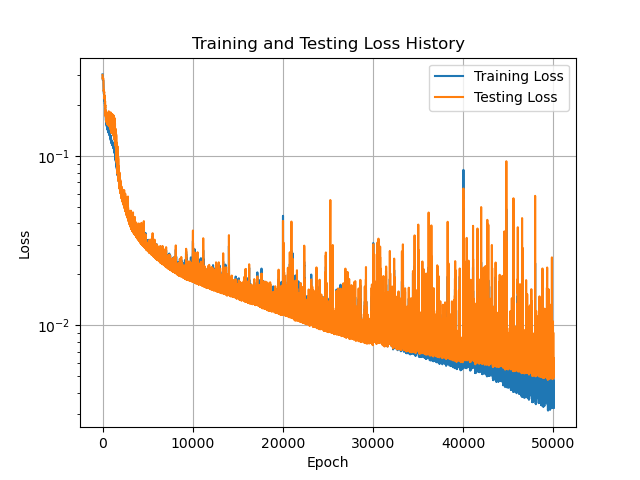 Training and Testing Loss History
Training Loss
Testing Loss
10⁻¹
10⁻²
Loss
0 10000 20000 30000 40000 50000
Epoch